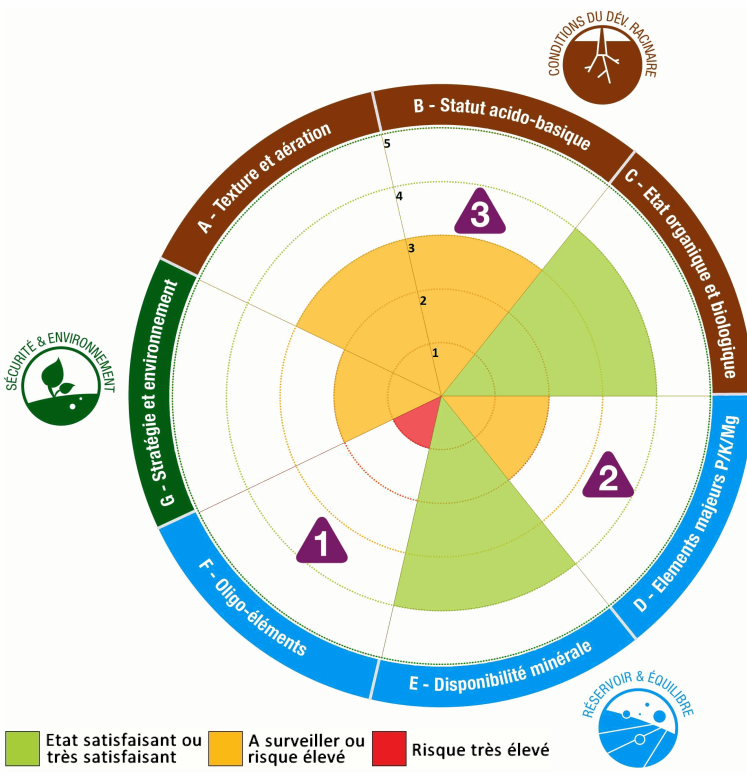 CONDITIONS DU DÉV. RACINAIRE
B - Statut acido-basique
A - Texture et aération
C - Etat organique et biologique
5
4
3
3
2
1
SÉCURITÉ & ENVIRONNEMENT
G - Stratégie et environnement
D - Elements majeurs P/K/Mg
2
1
F - Oligo-éléments
E - Disponibilité minérale
RÉSERVOIR & ÉQUILIBRE
Etat satisfaisant ou
très satisfaisant
A surveiller ou
risque élevé
Risque très élevé